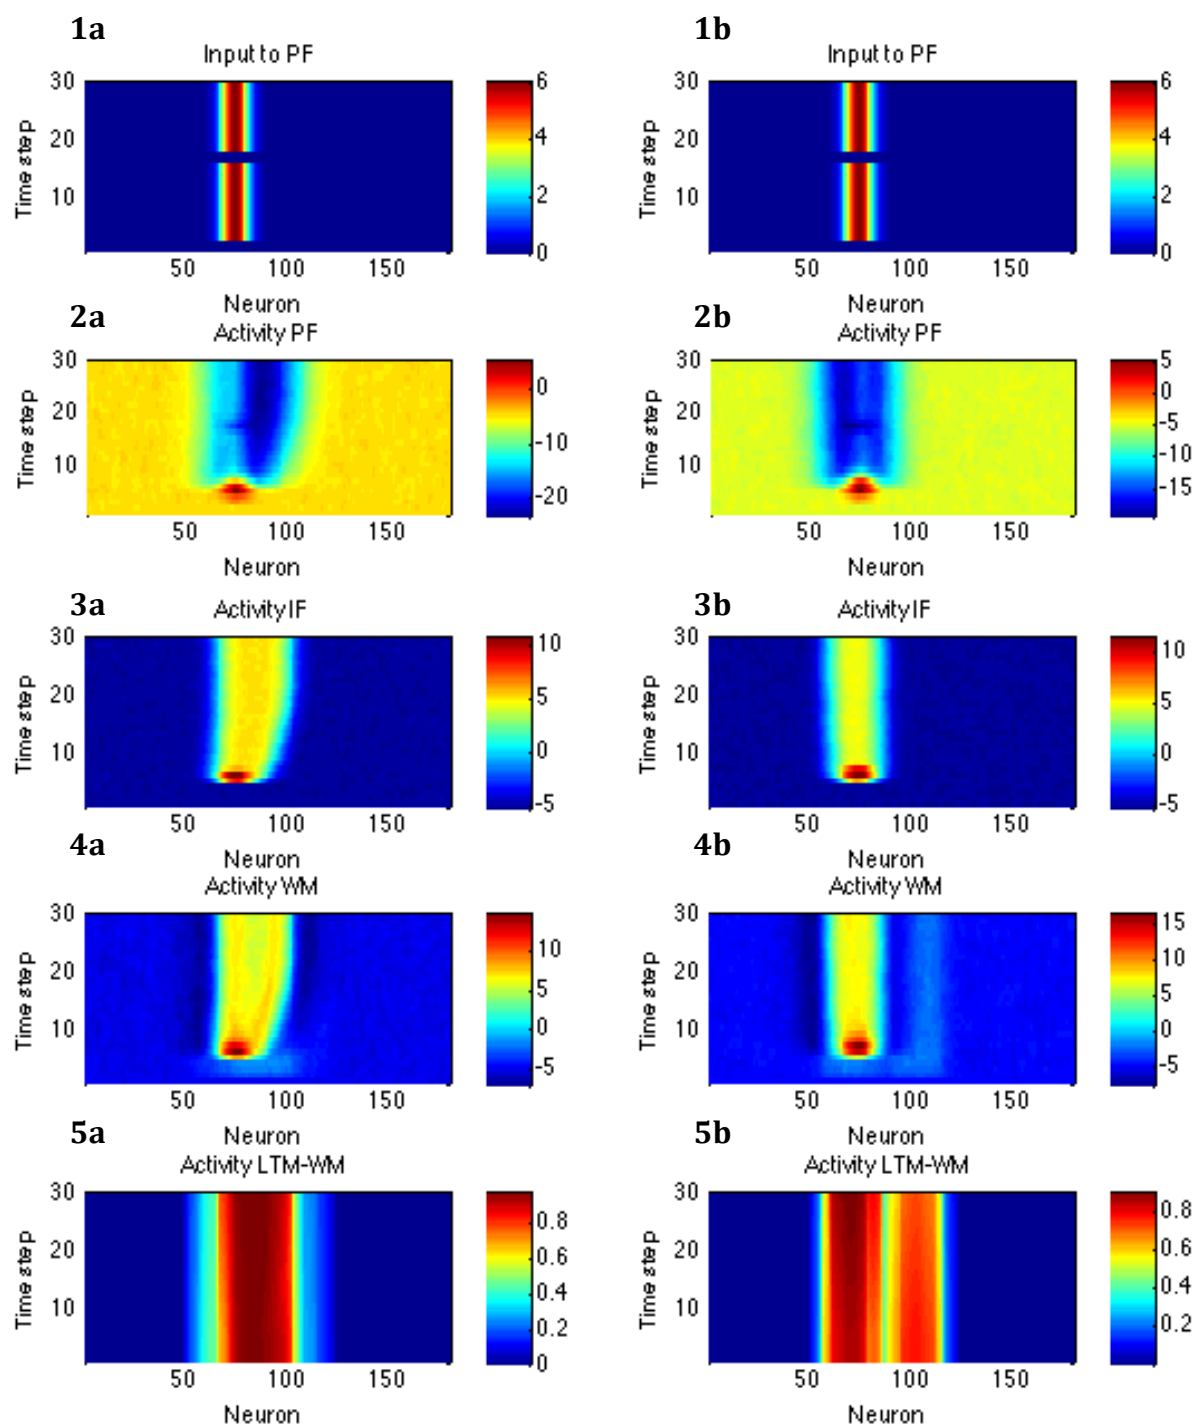 1a
Input to PF
Time step
30
20
10
50 100 150
Neuron
6
4
2
0
1b
Input to PF
Time step
30
20
10
50 100 150
Neuron
6
4
2
0
2a
Activity PF
Time step
30
20
10
50 100 150
Neuron
0
-10
-20
2b
Activity PF
Time step
30
20
10
50 100 150
Neuron
5
0
-5
-10
-15
3a
Activity IF
Time step
30
20
10
50 100 150
Neuron
10
5
0
-5
3b
Activity IF
Time step
30
20
10
50 100 150
Neuron
10
5
0
-5
4a
Activity WM
Time step
30
20
10
50 100 150
Neuron
10
5
0
-5
4b
Activity WM
Time step
30
20
10
50 100 150
Neuron
15
10
5
0
-5
5a
Activity LTM-WM
Time step
30
20
10
50 100 150
Neuron
0.8
0.6
0.4
0.2
0
5b
Activity LTM-WM
Time step
30
20
10
50 100 150
Neuron
0.8
0.6
0.4
0.2